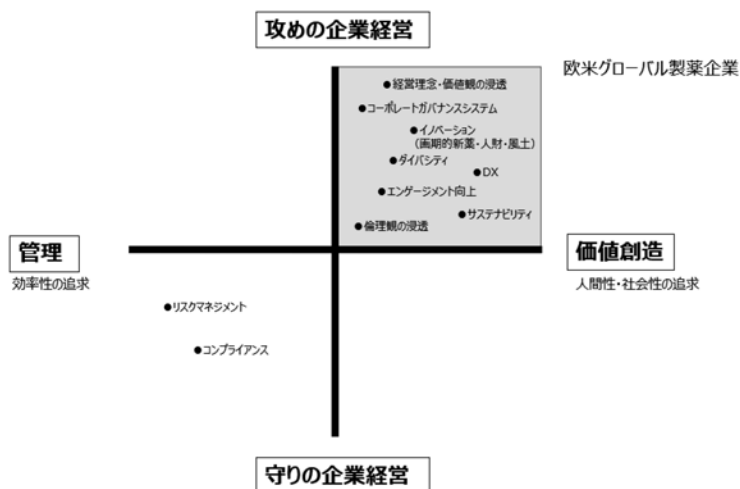 攻めの企業経営
欧米グローバル製薬企業
●経営理念・価値観の浸透
●コーポレートガバナンスシステム
●イノベーション
(画期的新薬・人財・風土)
●ダイバシティ
●DX
●エンゲージメント向上
●サステナビリティ
●倫理観の浸透
管理
効率性の追求
価値創造
人間性・社会性の追求
●リスクマネジメント
●コンプライアンス
守りの企業経営